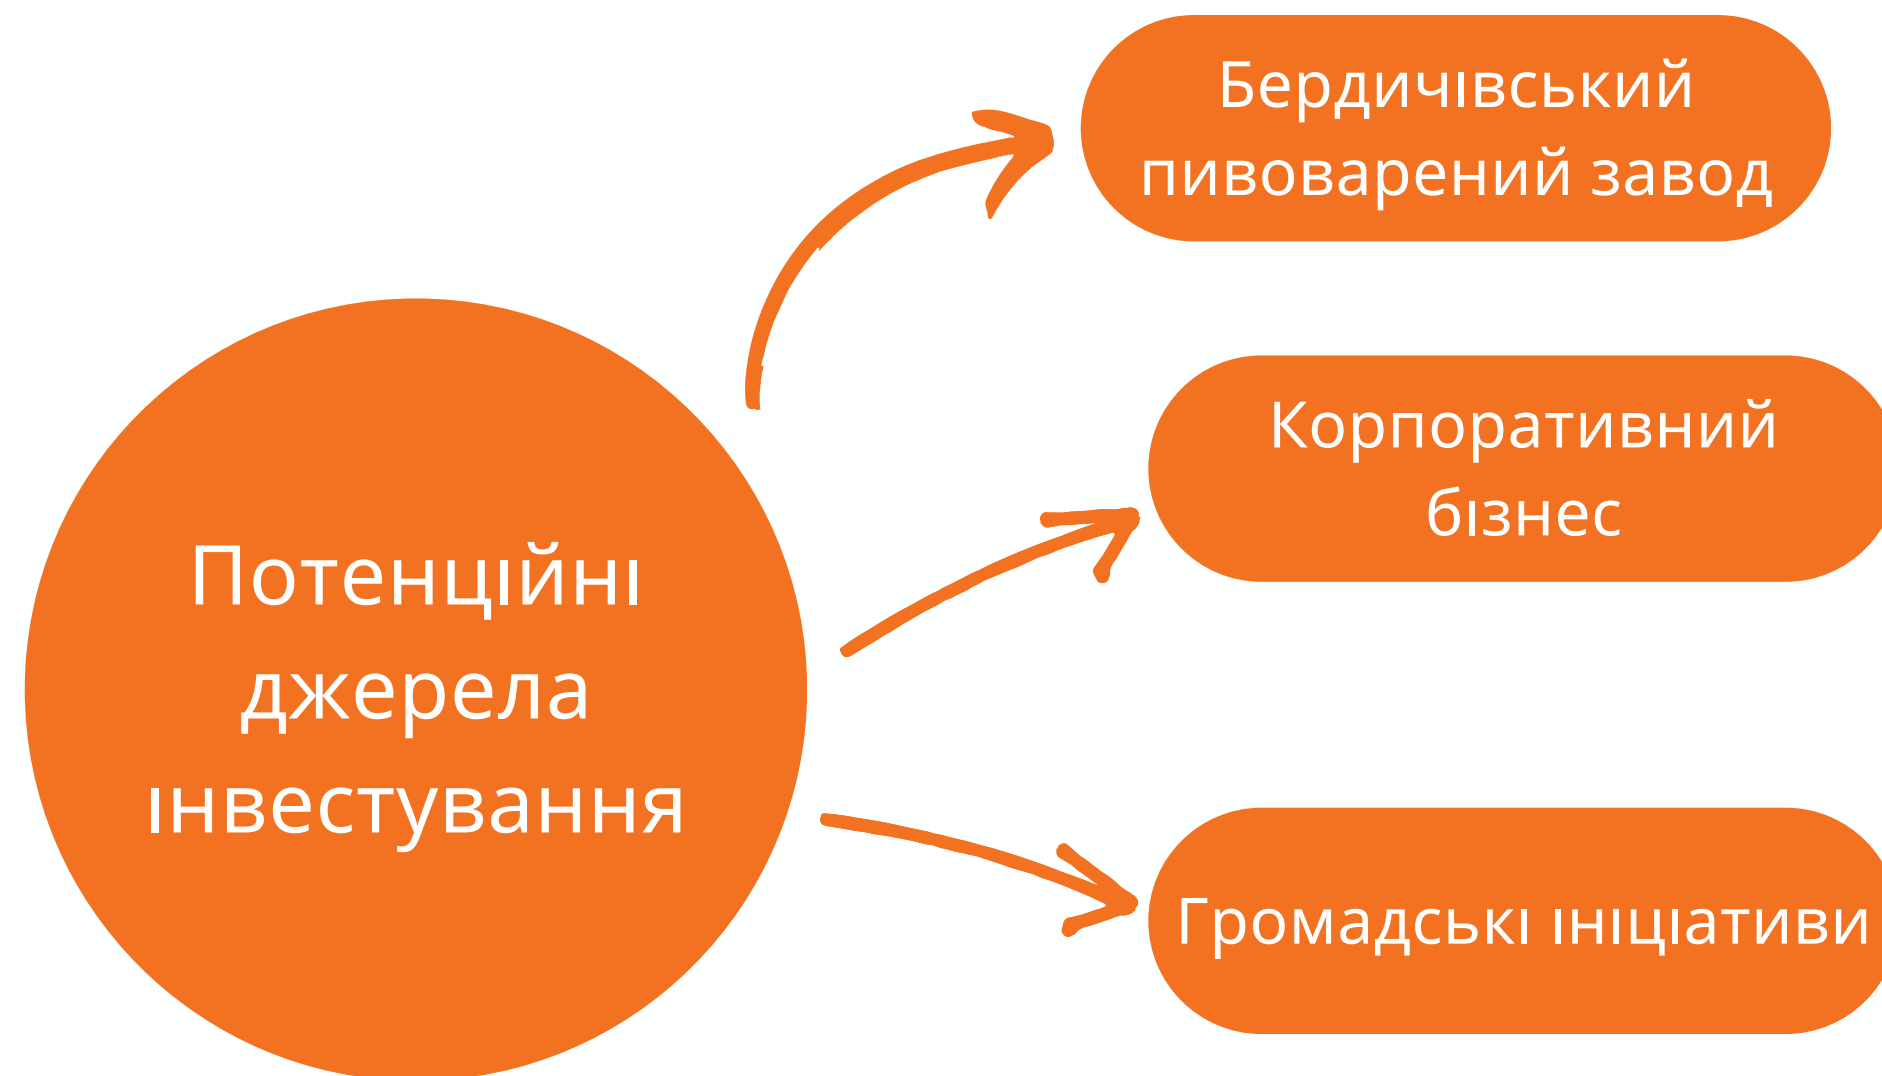 Бердичівський
пивоварений завод
Корпоративний
бізнес
Потенційні
джерела
інвестування
Громадські ініціативи